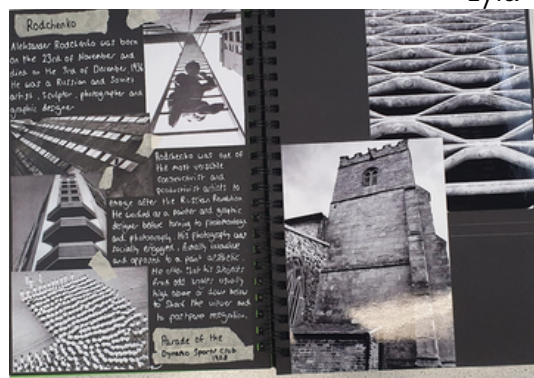 Rodchenko
Aleksander Rodchenko was born
on the 23rd of November and
died on the 3rd of December 1956
He was a Russian and Soviet
artist, sculptor, photographer and
graphic designer
Rodchenko was one of
the most versatile
constructivist and
productivist artists to
emerge after the Russian Revolution
He worked as a painter and graphic
designer before turning to photomontage
and photography. His photography was
socially engaged, formally innovative
and opposed to a
He often shot his subjects
from odd angles usually
high above or down below
to shock the viewer and
to postpone recognition.
Parade of the
Dynamo Sports Club